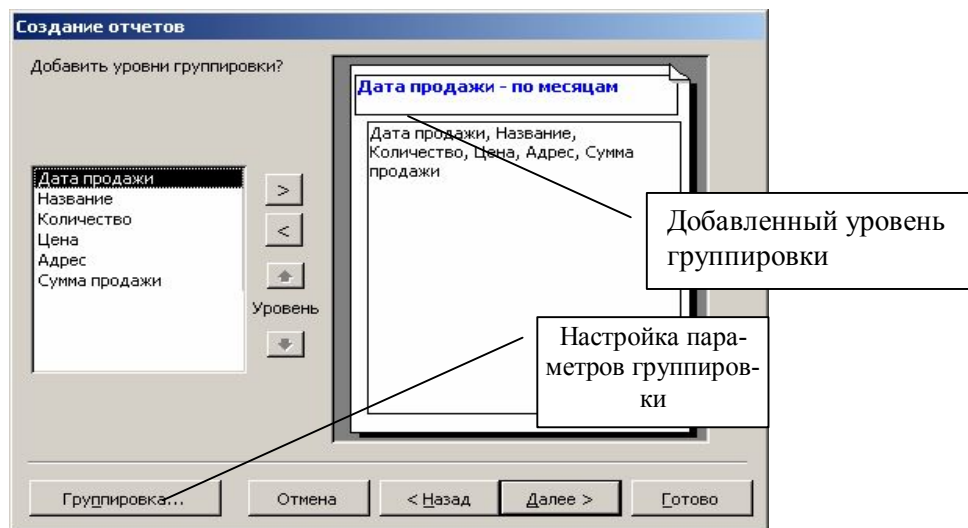 Создание отчетов
Добавить уровни группировки?
Дата продажи
Название
Количество
Цена
Адрес
Сумма продажи
>
<
Уровень
Дата продажи - по месяцам
Дата продажи, Название,
Количество, Цена, Адрес, Сумма
продажи
Добавленный уровень
группировки
Настройка пара-
метров группиров-
ки
Группировка...
Отмена
< Назад
Далее >
Готово